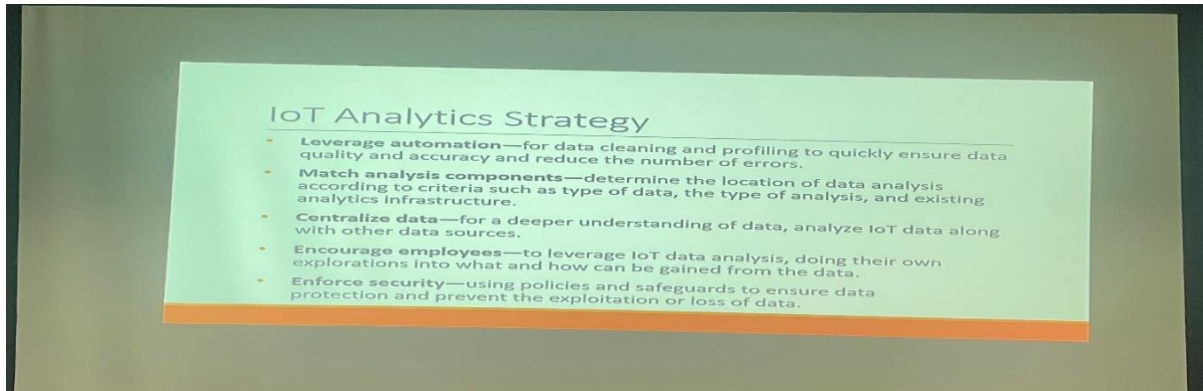 IoT Analytics Strategy
• Leverage automation—for data cleaning and profiling to quickly ensure data
quality and accuracy and reduce the number of errors.
• Match analysis components—determine the location of data analysis
according to criteria such as type of data, the type of analysis, and existing
analytics infrastructure.
• Centralize data—for a deeper understanding of data, analyze IoT data along
with other data sources.
• Encourage employees—to leverage IoT data analysis, doing their own
explorations into what and how can be gained from the data.
• Enforce security—using policies and safeguards to ensure data
protection and prevent the exploitation or loss of data.